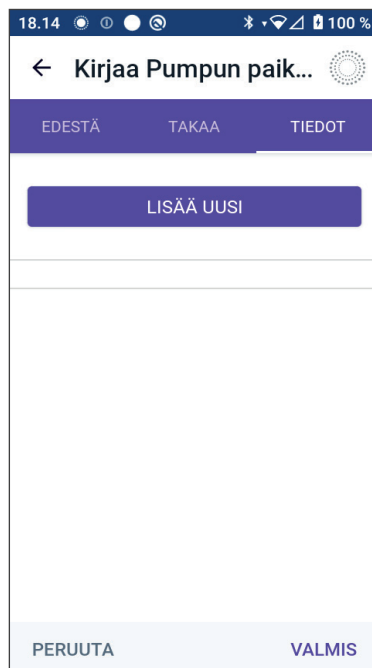 18.14 100 %
Kirjaa Pumpun paik...
EDESTÄ TAKAA TIEDOT
LISÄÄ UUSI
PERUUTA VALMIS